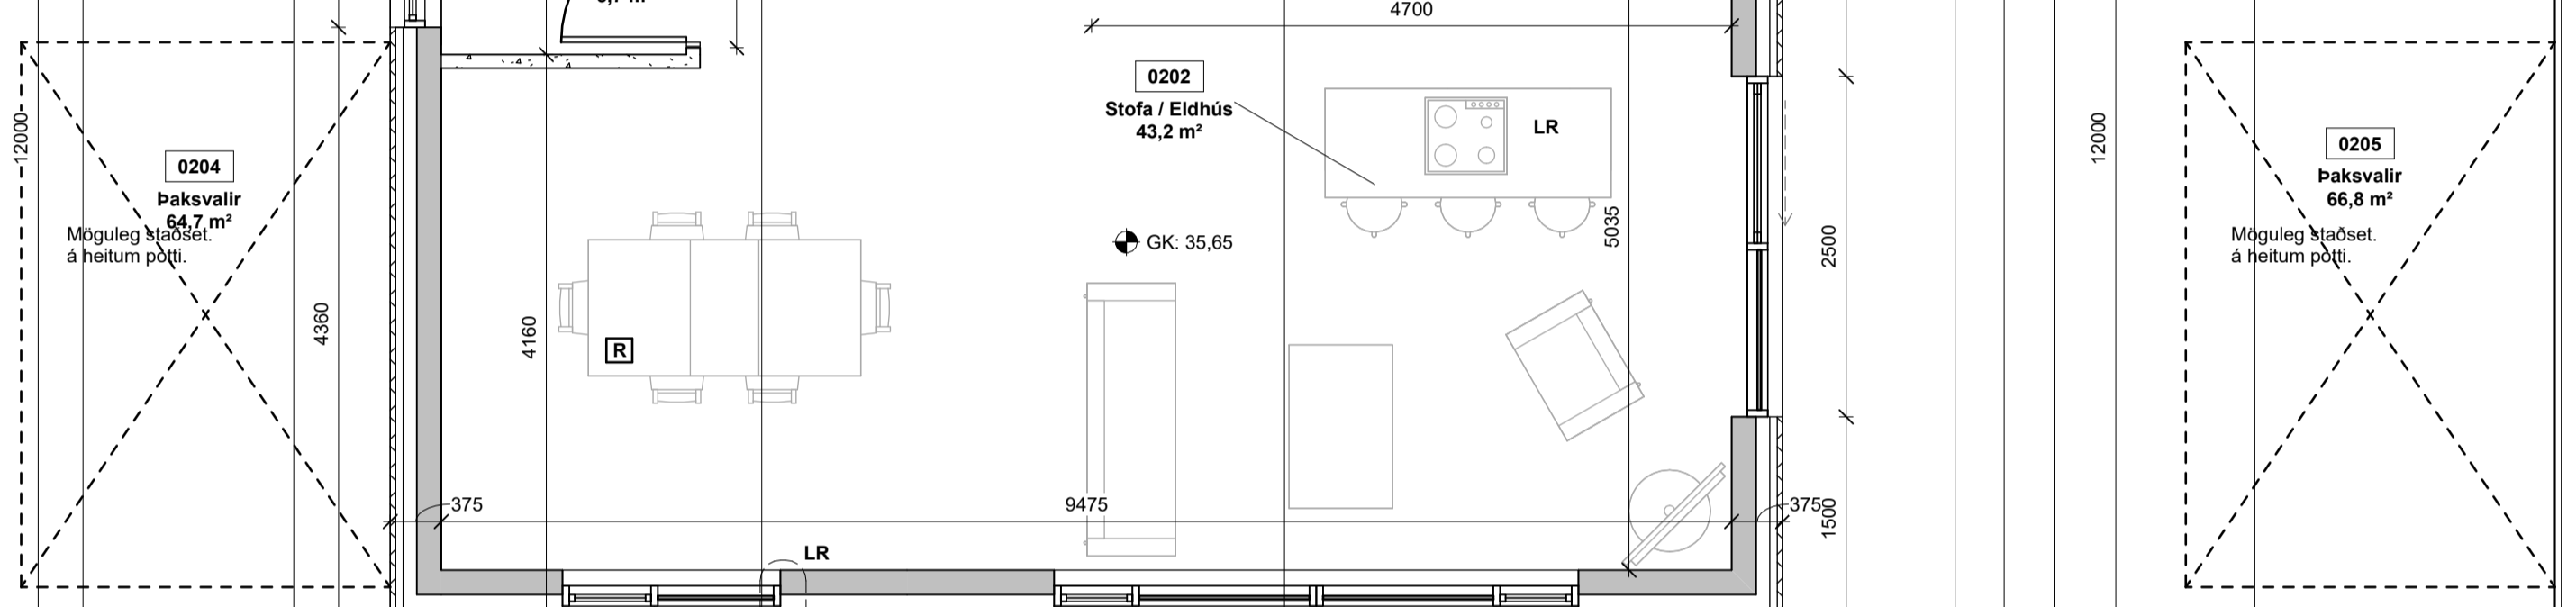 4700
0202
Stofa / Eldhús
43,2 m²
LR
12000
0204
Þaksvalir
64,7 m²
Möguleg staðset.
á heitum potti.
4360
4160
R
GK: 35,65
5035
2500
12000
0205
Þaksvalir
66,8 m²
Möguleg staðset.
á heitum potti.
375
9475
375
1500
LR